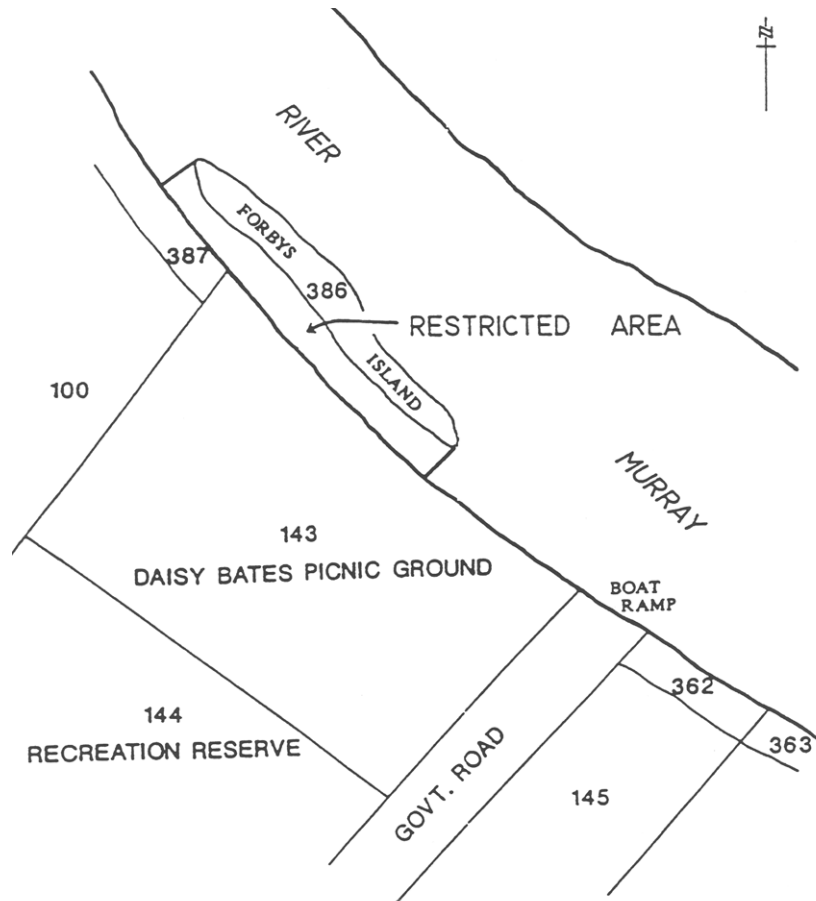 N
RIVER
FORBYS
387
386
RESTRICTED AREA
ISLAND
100
MURRAY
143
DAISY BATES PICNIC GROUND
BOAT
RAMP
362
144
RECREATION RESERVE
363
GOVT. ROAD
145